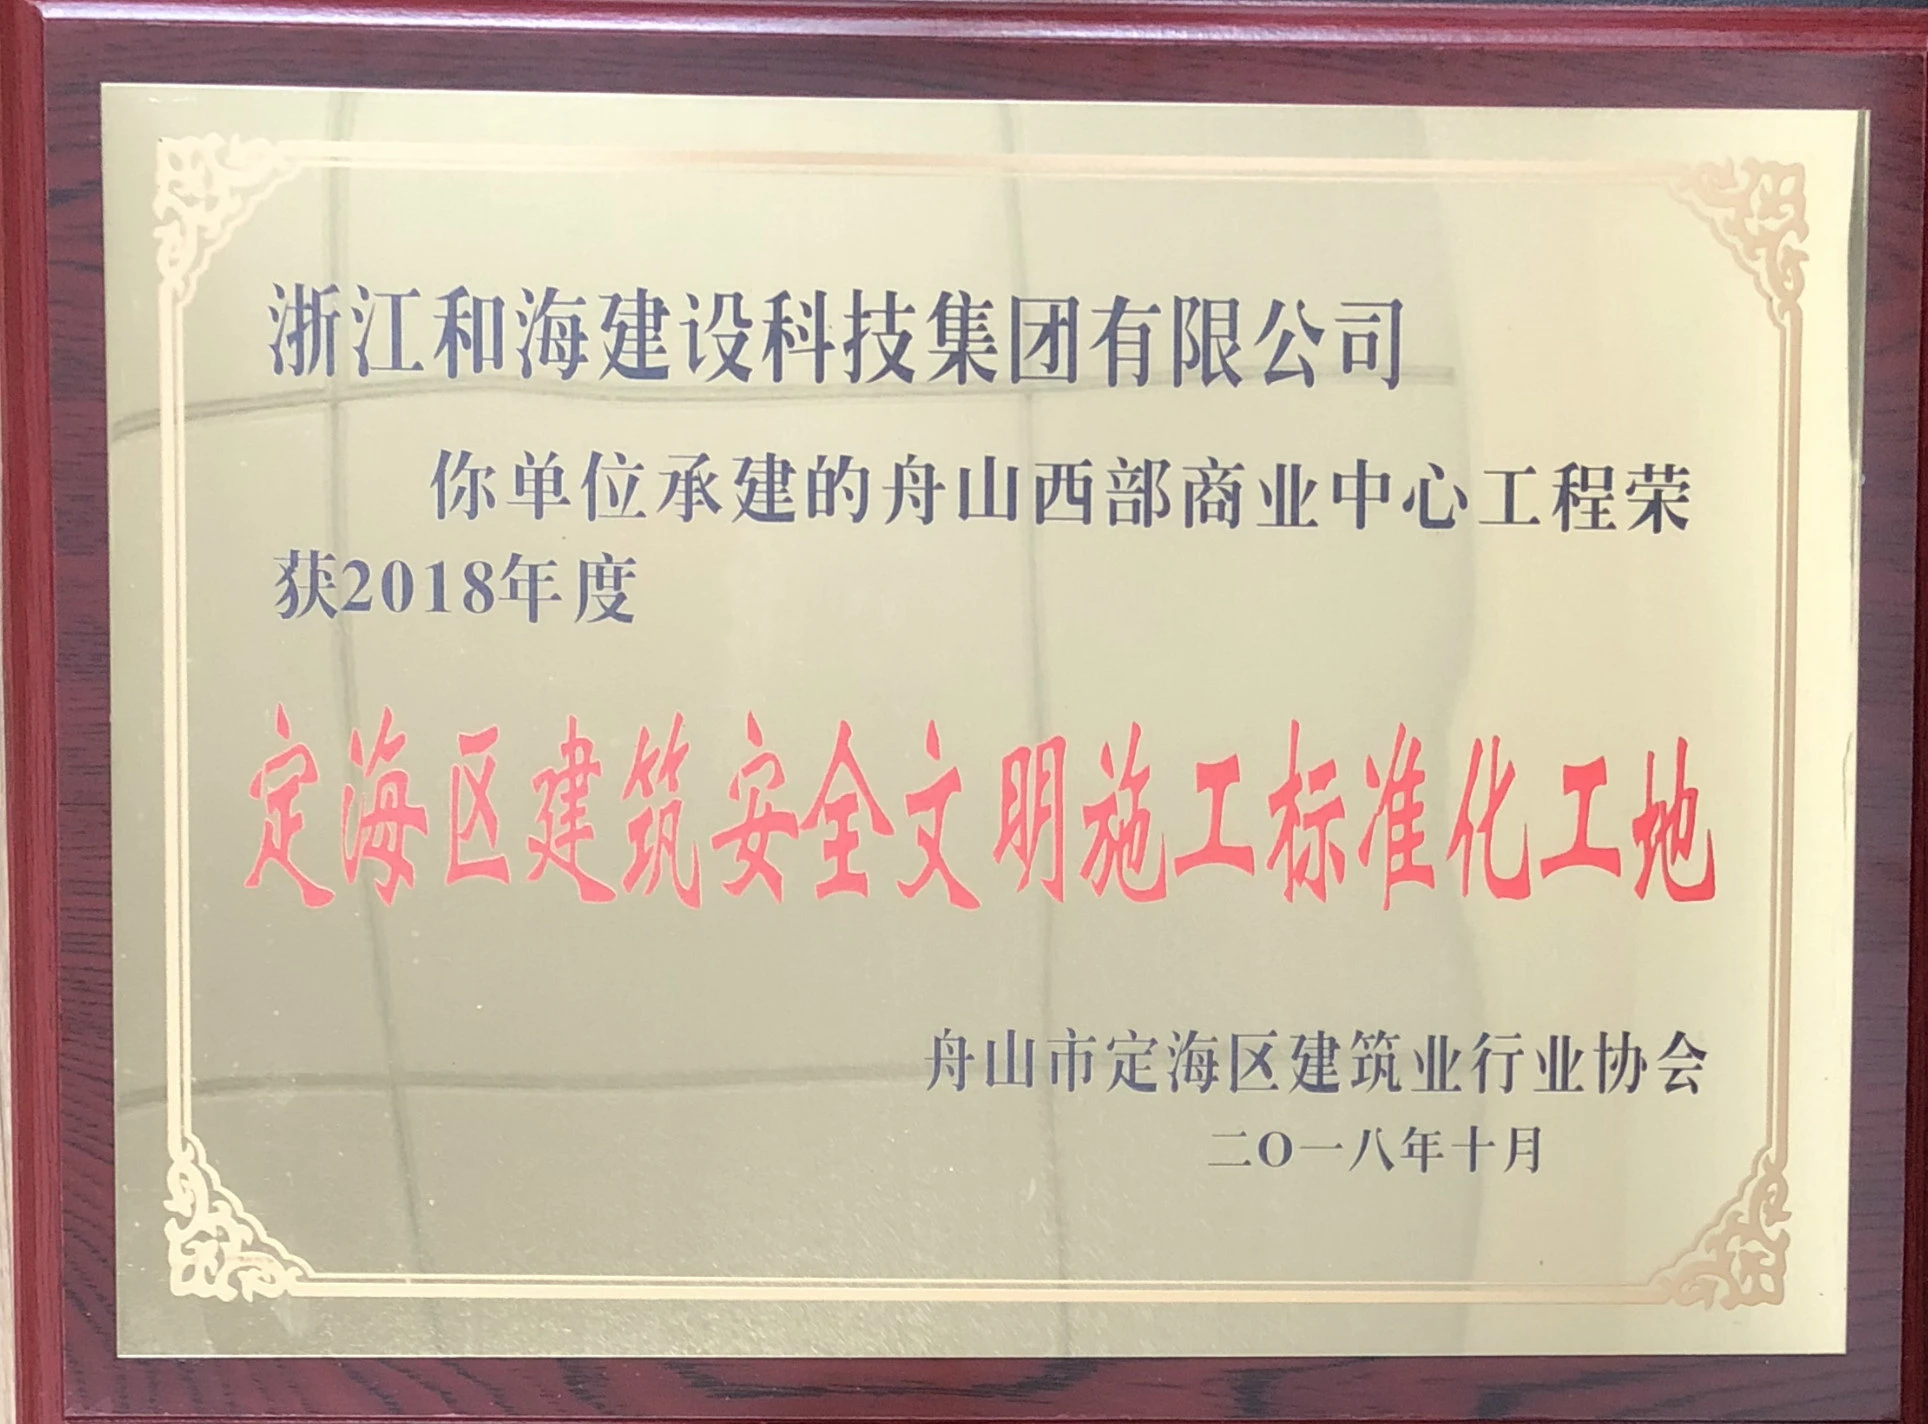 浙江和海建设科技集团有限公司
你单位承建的舟山西部商业中心工程荣
获2018年度
定海区建筑安全文明施工标准化工地
舟山市定海区建筑业行业协会
二O一八年十月